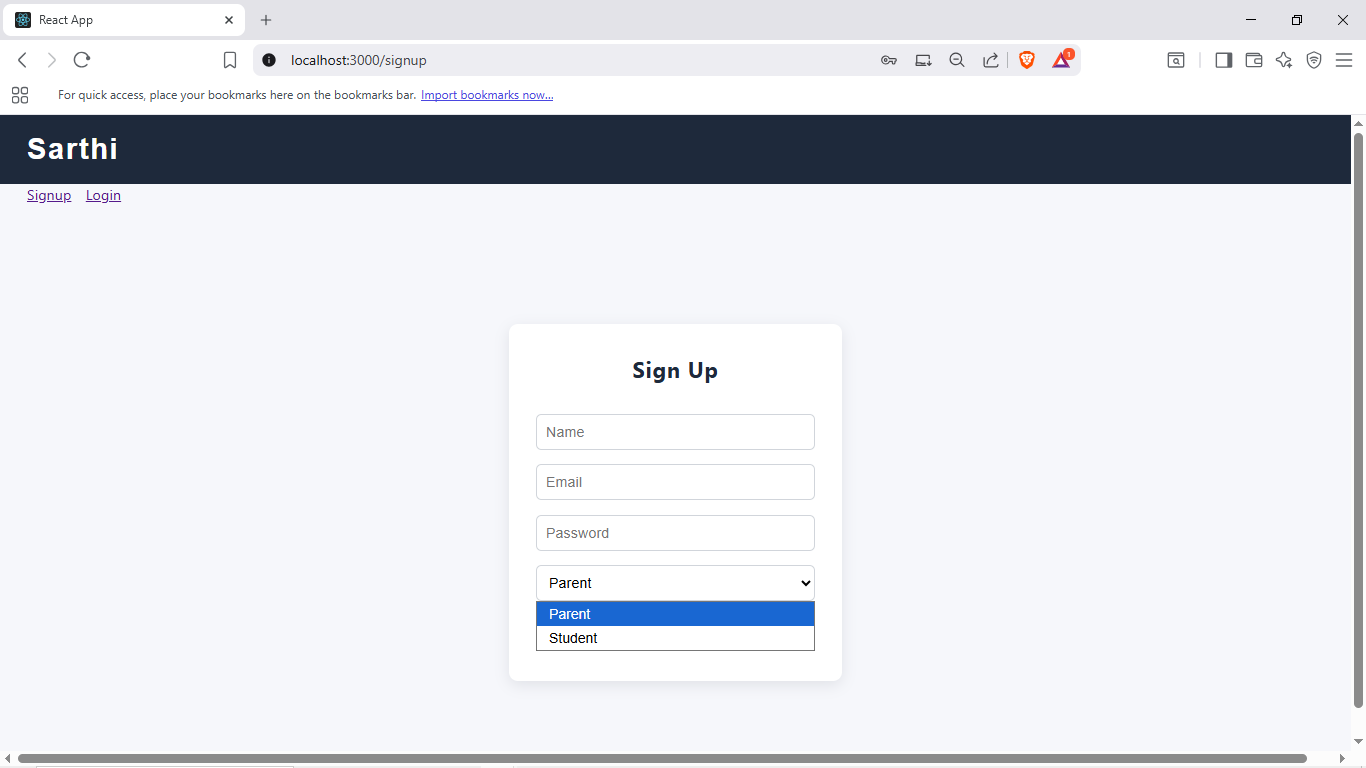 React App
localhost:3000/signup
1
For quick access, place your bookmarks here on the bookmarks bar. Import bookmarks now...
Sarthi
Signup Login
Sign Up
Name
Email
Password
Parent
Parent
Student